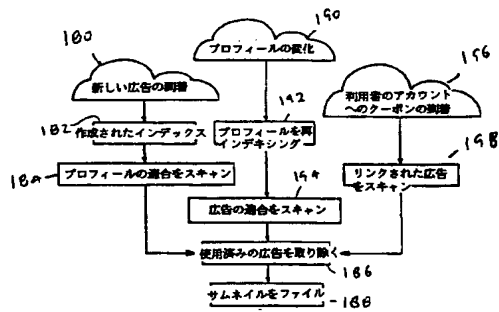 180
新しい広告の到着
182
作成されたインデックス
184
プロフィールの適合をスキャン
190
プロフィールの変化
192
プロフィールを再
インデキシング
194
広告の適合をスキャン
196
利用者のアカウント
へのクーポンの到着
198
リンクされた広告
をスキャン
使用済みの広告を取り除く
186
サムネイルをファイル
188